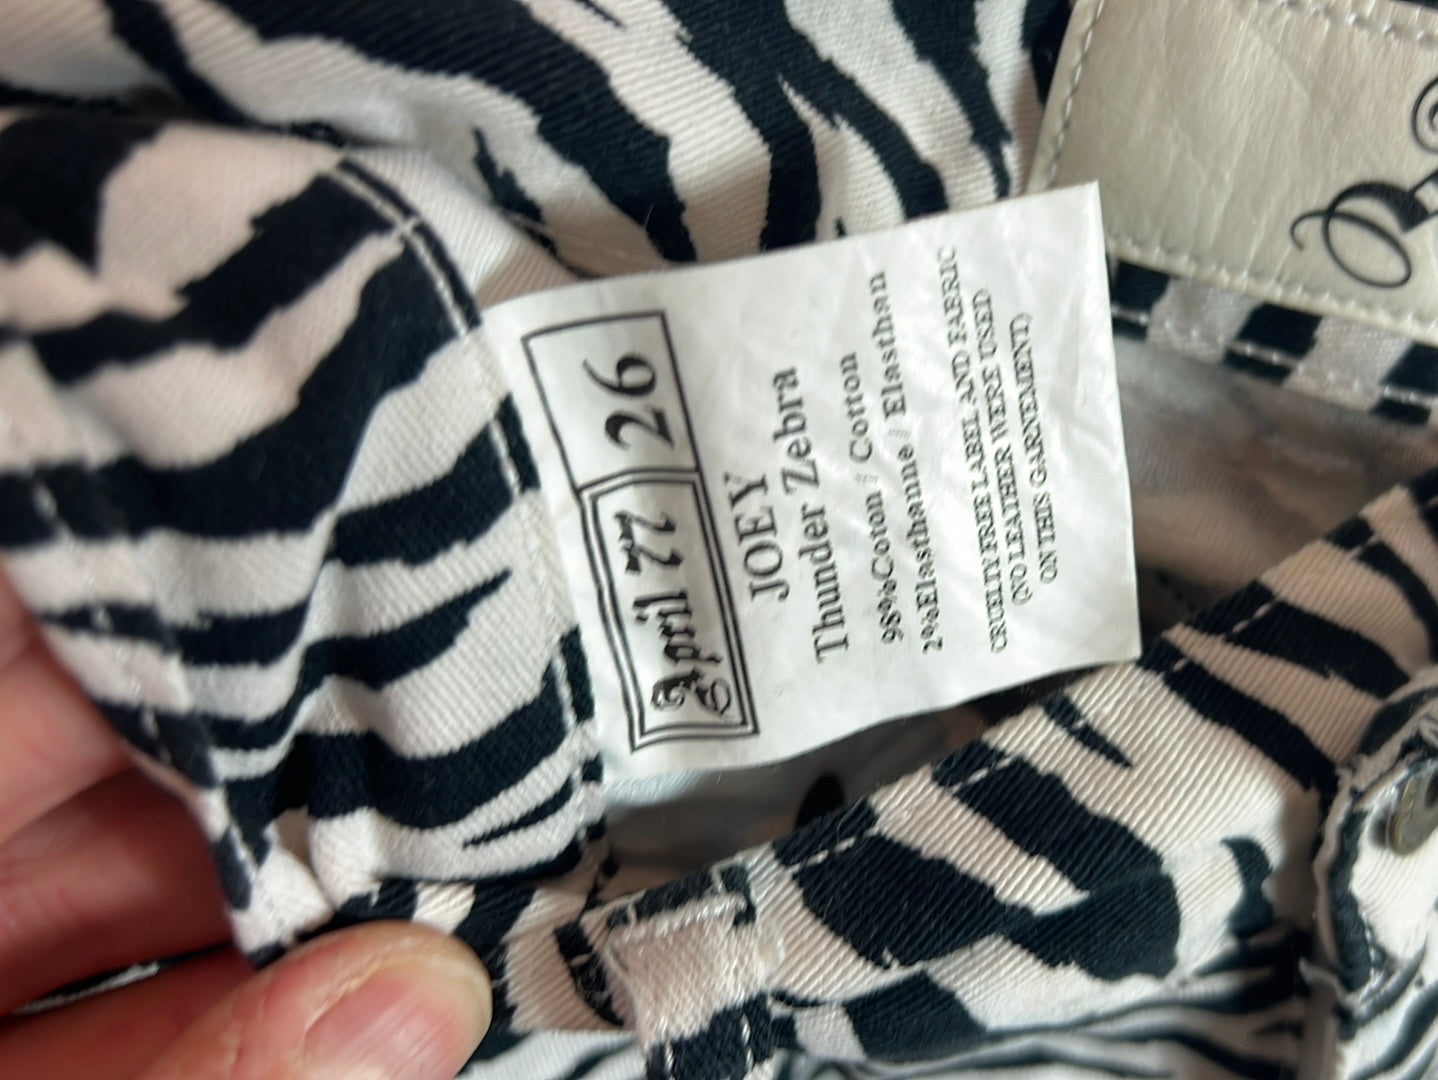 April 77
26
JOEY
Thunder Zebra
98%Coton / Cotton
2%Elasthanne / Elasthan
CRUELTY FREE LABEL AND FABRIC
(NO LEATHER WERE USED
ON THIS GARNEMENT)